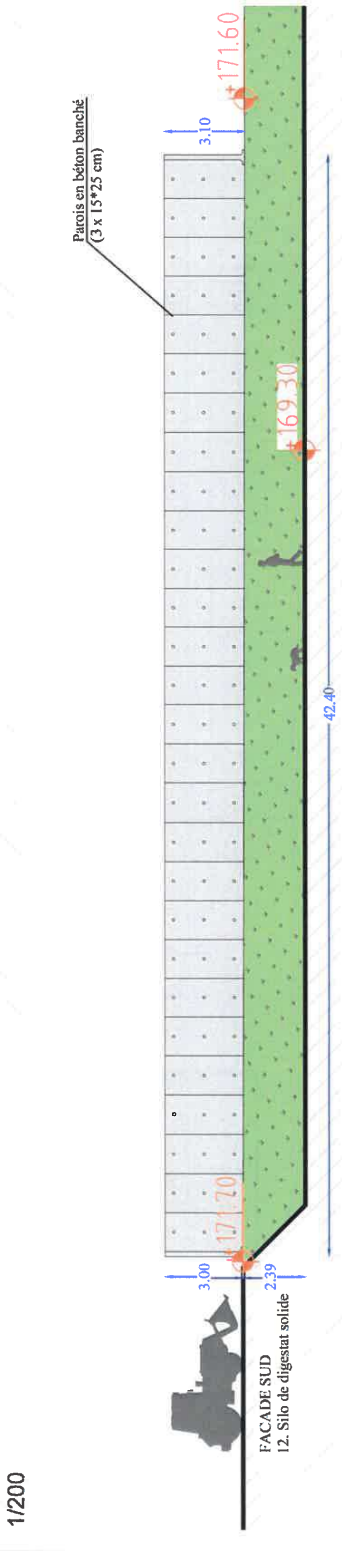 1/200
Parois en béton banché
(3 x 15*25 cm)
171.60
3.10
169.30
171.70
3.00
2.39
42.40
FACADE SUD
12. Silo de digestat solide